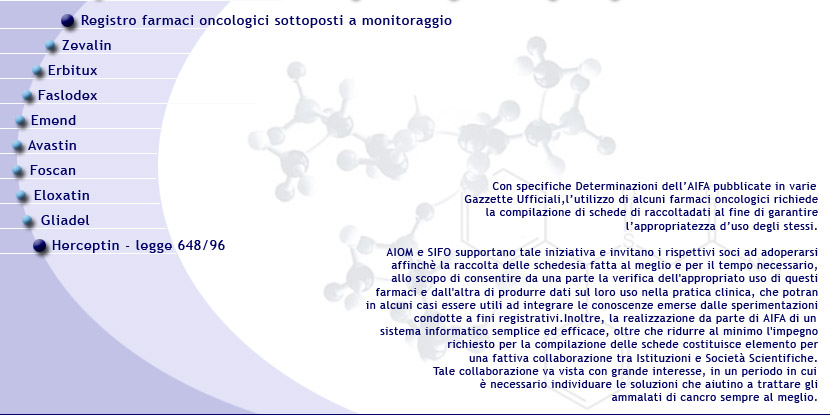 Registro farmaci oncologici sottoposti a monitoraggio
Zevalin
Erbitux
Faslodex
Emend
Avastin
Foscan
Eloxatin
Gliadel
Herceptin - legge 648/96
Con specifiche Determinazioni dell'AIFA pubblicate in varie
Gazzette Ufficiali,l'utilizzo di alcuni farmaci oncologici richiede
la compilazione di schede di raccoltadati al fine di garantire
l'appropriatezza d'uso degli stessi.
AIOM e SIFO supportano tale iniziativa e invitano i rispettivi soci ad adoperarsi
affinchè la raccolta delle schedesia fatta al meglio e per il tempo necessario,
allo scopo di consentire da una parte la verifica dell'appropriato uso di questi
farmaci e dall'altra di produrre dati sul loro uso nella pratica clinica, che potran
in alcuni casi essere utili ad integrare le conoscenze emerse dalle sperimentazioni
condotte a fini registrativi.Inoltre, la realizzazione da parte di AIFA di un
sistema informatico semplice ed efficace, oltre che ridurre al minimo l'impegno
richiesto per la compilazione delle schede costituisce elemento per
una fattiva collaborazione tra Istituzioni e Società Scientifiche.
Tale collaborazione va vista con grande interesse, in un periodo in cui
è necessario individuare le soluzioni che aiutino a trattare gli
ammalati di cancro sempre al meglio.